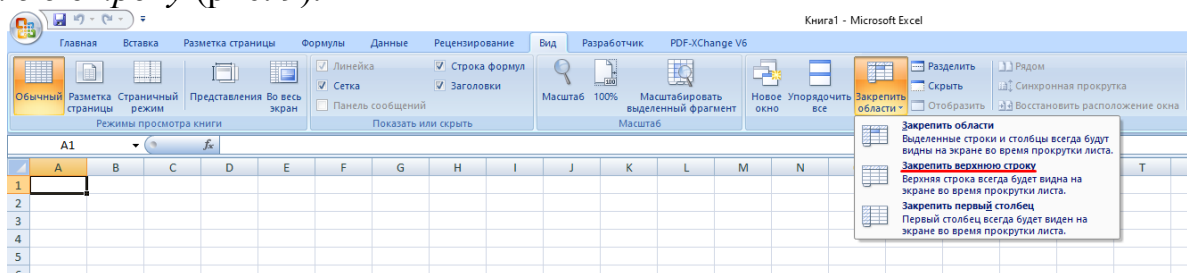 строку
Книга1 - Microsoft Excel
Главная Вставка Разметка страницы Формулы Данные Рецензирование Вид Разработчик PDF-XChange V6
Обычный Разметка страницы Страничный режим Представления Во весь экран
Режимы просмотра книги
Линейка Строка формул
Сетка Заголовки
Панель сообщений
Показать или скрыть
Масштаб 100% Масштабировать выделенный фрагмент
Масштаб
Новое окно Упорядочить все Закрепить области
Разделить
Скрыть
Отобразить
Рядом
Синхронная прокрутка
Восстановить расположение окна
Закрепить области
Выделенные строки и столбцы всегда будут
видны на экране во время прокрутки листа.
Закрепить верхнюю строку
Верхняя строка всегда будет видна на
экране во время прокрутки листа.
Закрепить первый столбец
Первый столбец всегда будет виден на
экране во время прокрутки листа.
A1 fx
A B C D E F G H I J K L M N T
1
2
3
4
5